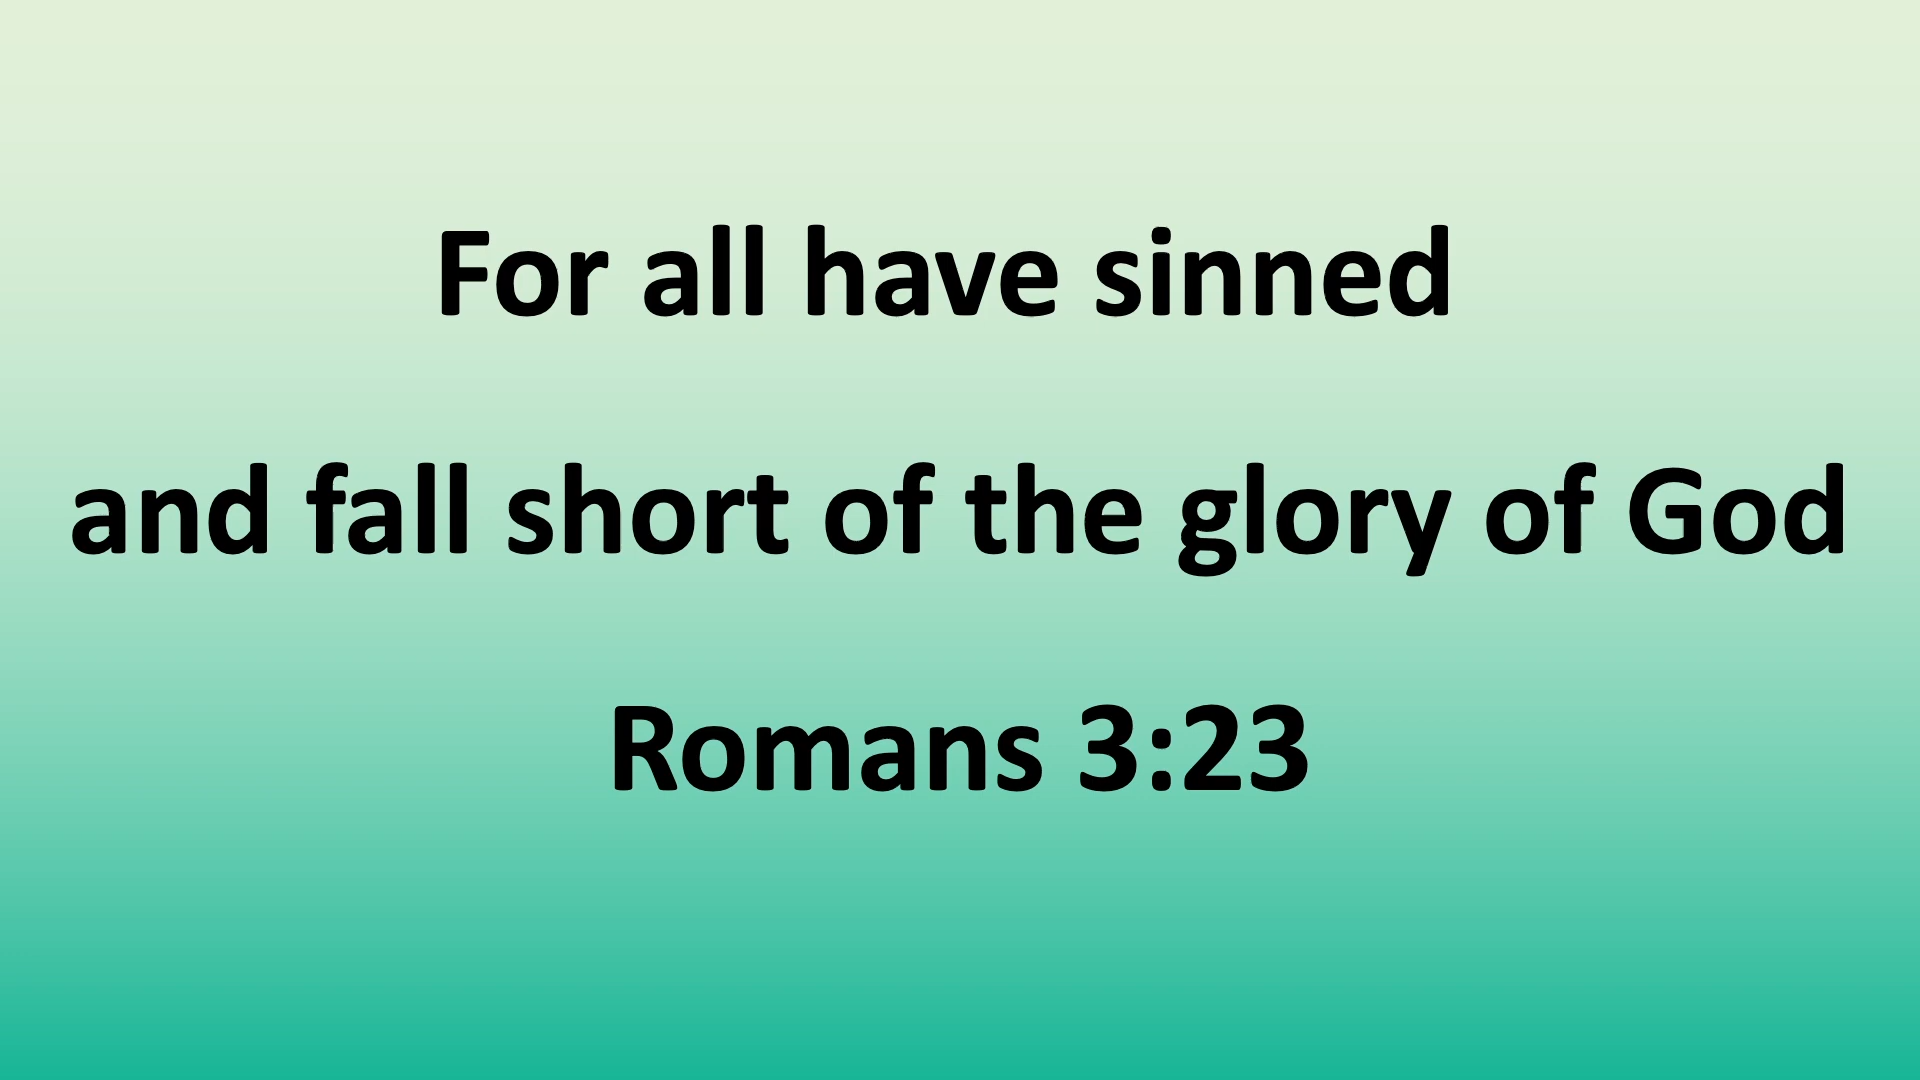 For all have sinned
and fall short of the glory of God
Romans 3:23